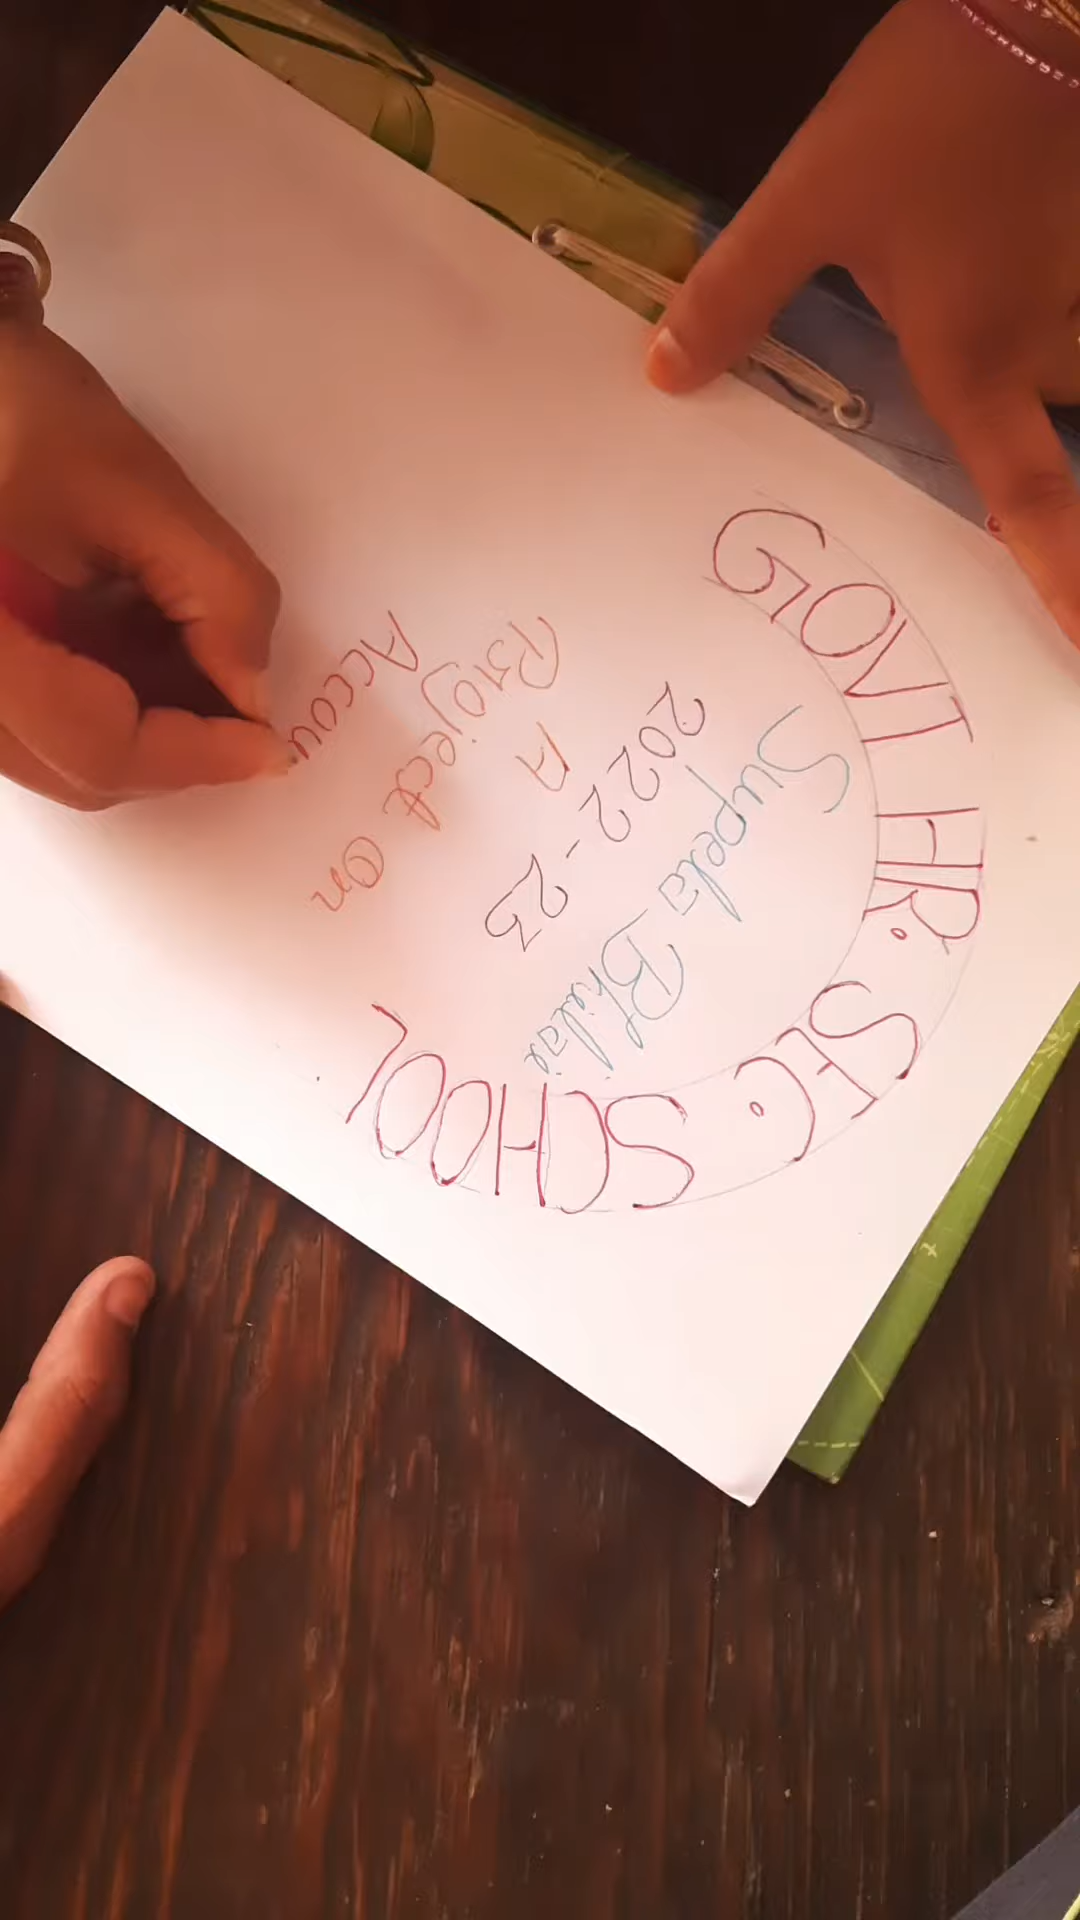 GOVT HR. SEC. SCHOOL
Supela Bhilai
2022-23
A
Project On
Accou